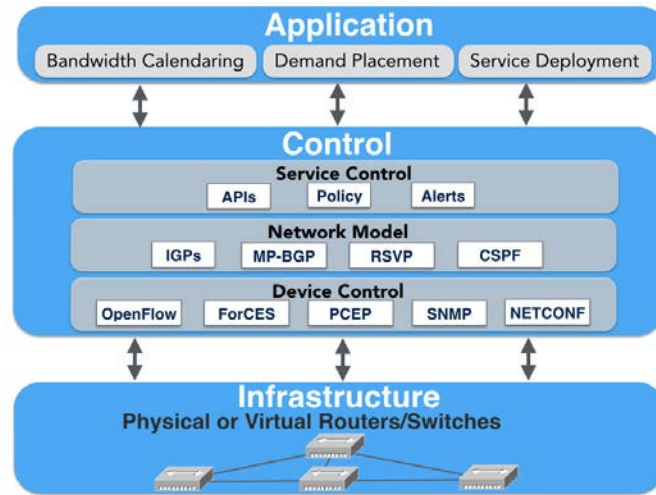 Application
Bandwidth Calendaring Demand Placement Service Deployment
Control
Service Control
APIs Policy Alerts
Network Model
IGPs MP-BGP RSVP CSPF
Device Control
OpenFlow ForCES PCEP SNMP NETCONF
Infrastructure
Physical or Virtual Routers/Switches